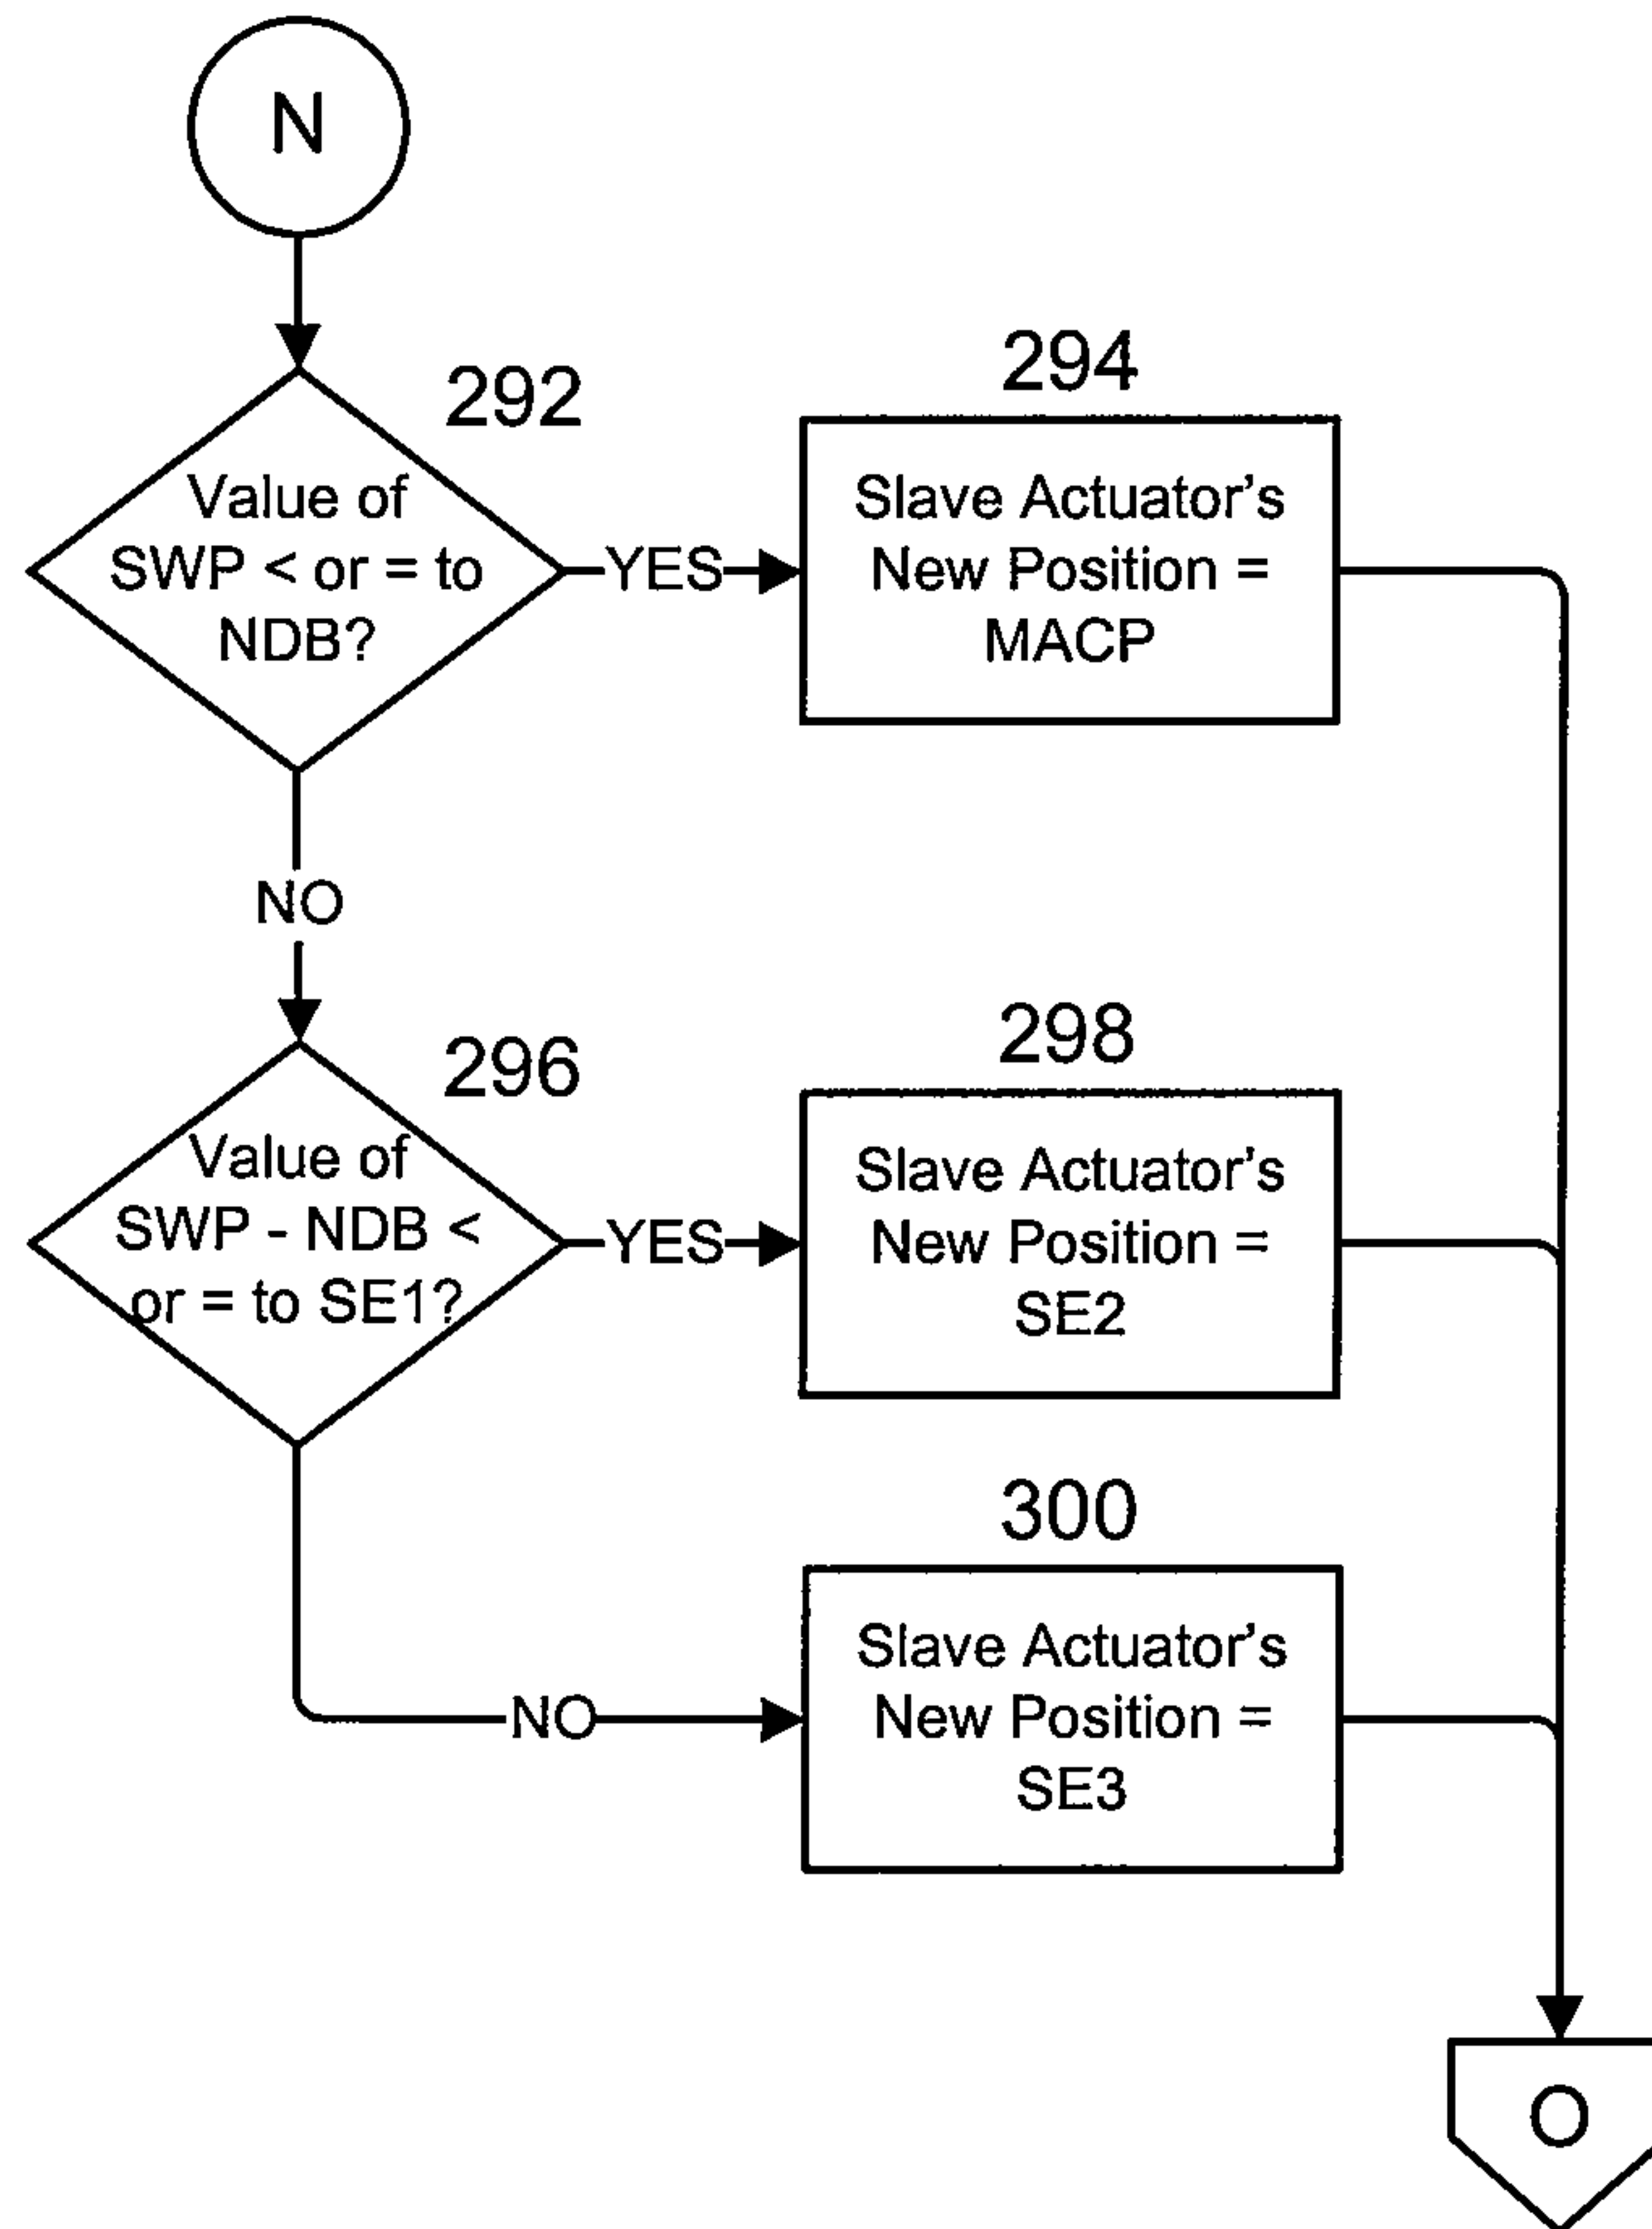 N
292
Value of
SWP < or = to
NDB?
YES
294
Slave Actuator's
New Position =
MACP
NO
296
Value of
SWP - NDB <
or = to SE1?
YES
298
Slave Actuator's
New Position =
SE2
NO
300
Slave Actuator's
New Position =
SE3
O